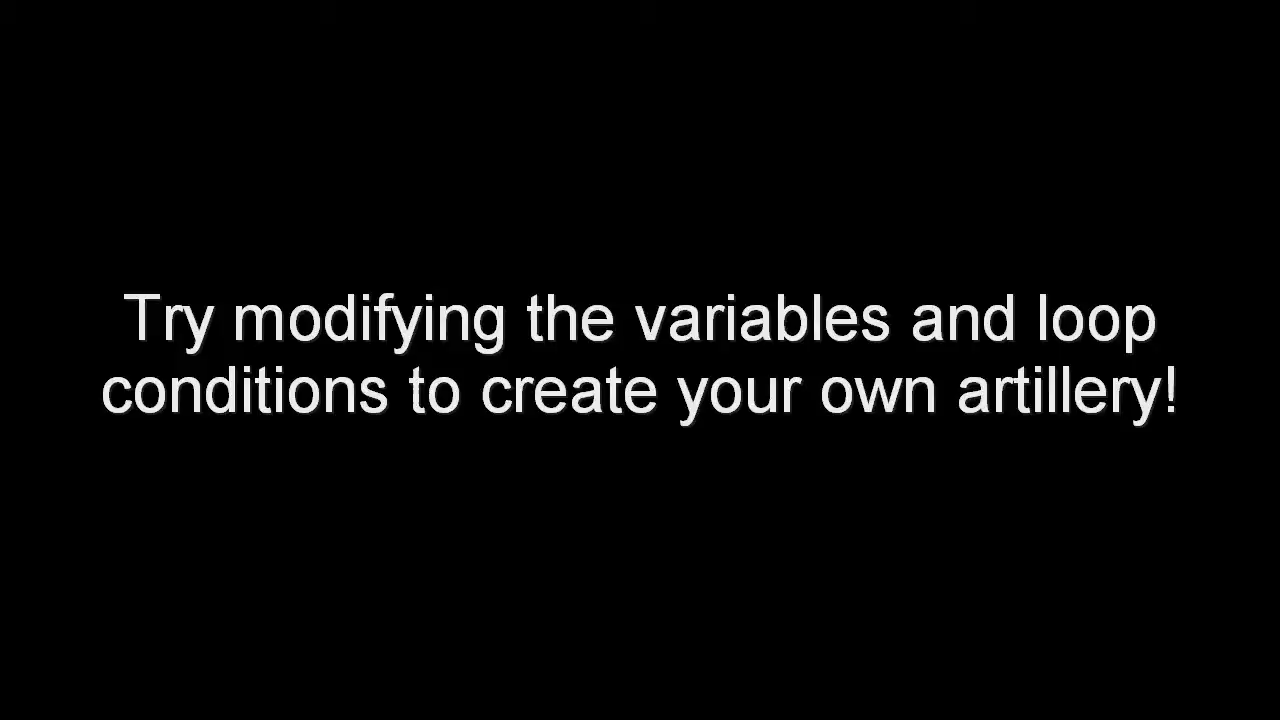 Try modifying the variables and loop
conditions to create your own artillery!